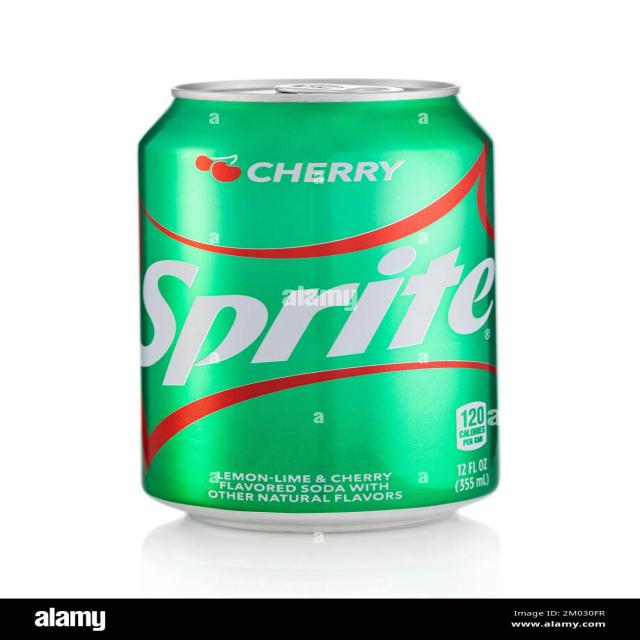 CHERRY
Sprite®
120
CALORIES
PER CAN
12 FL OZ
(355 mL)
LEMON-LIME & CHERRY
FLAVORED SODA WITH
OTHER NATURAL FLAVORS
alamy
a
a
a
a
a
a
a
a
a
a
a
a
alamy
Image ID: 2M030FR
www.alamy.com